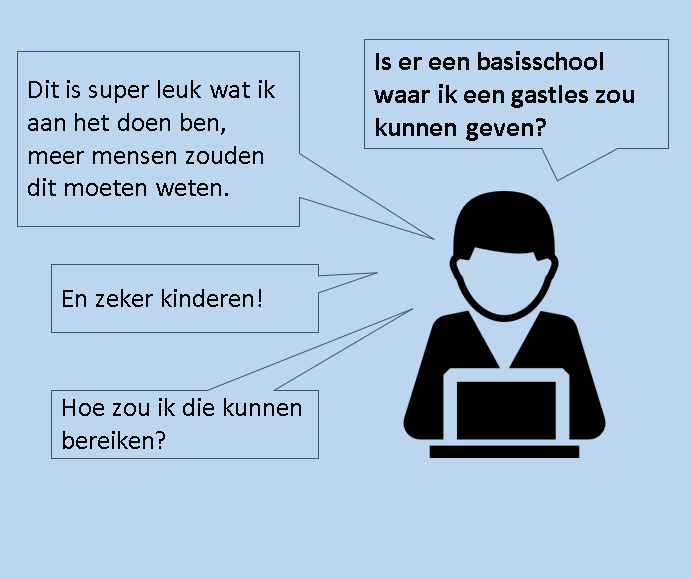 Dit is super leuk wat ik
aan het doen ben,
meer mensen zouden
dit moeten weten.
En zeker kinderen!
Hoe zou ik die kunnen
bereiken?
Is er een basisschool
waar ik een gastles zou
kunnen geven?